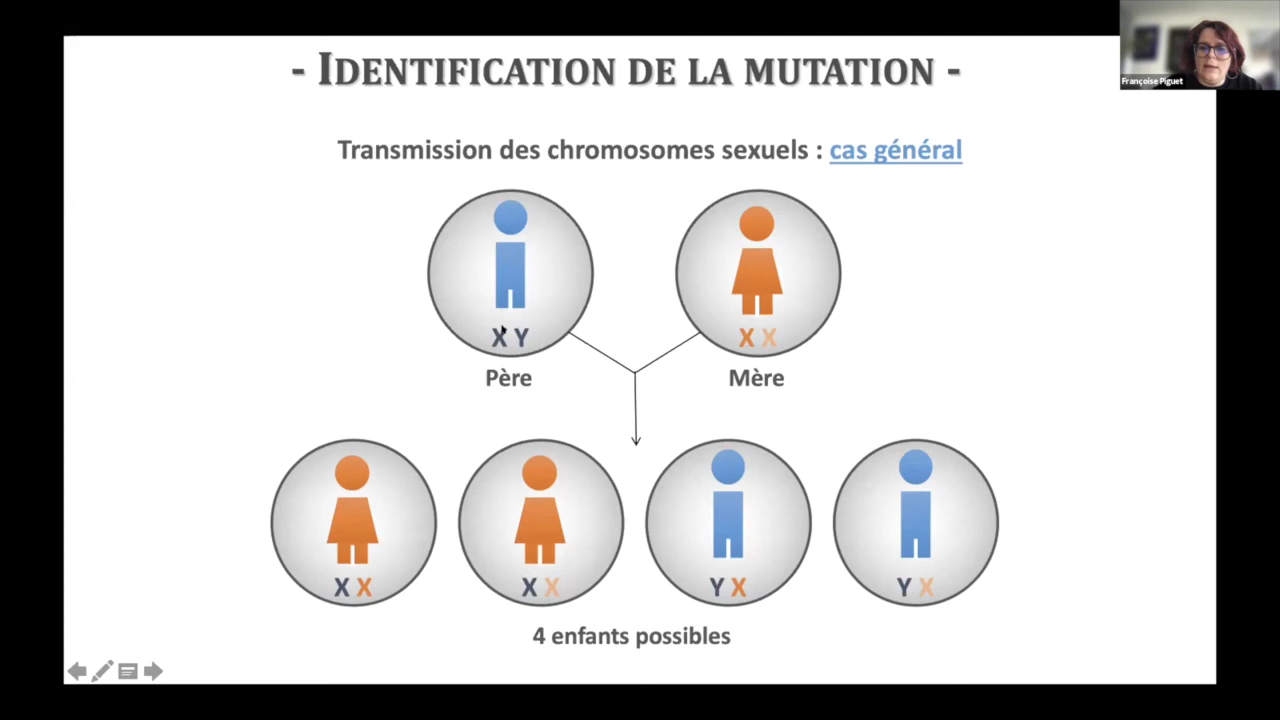 - IDENTIFICATION DE LA MUTATION -
Françoise Piguet
Transmission des chromosomes sexuels : cas général
X Y
X X
Père
Mère
X X
X X
Y X
Y X
4 enfants possibles